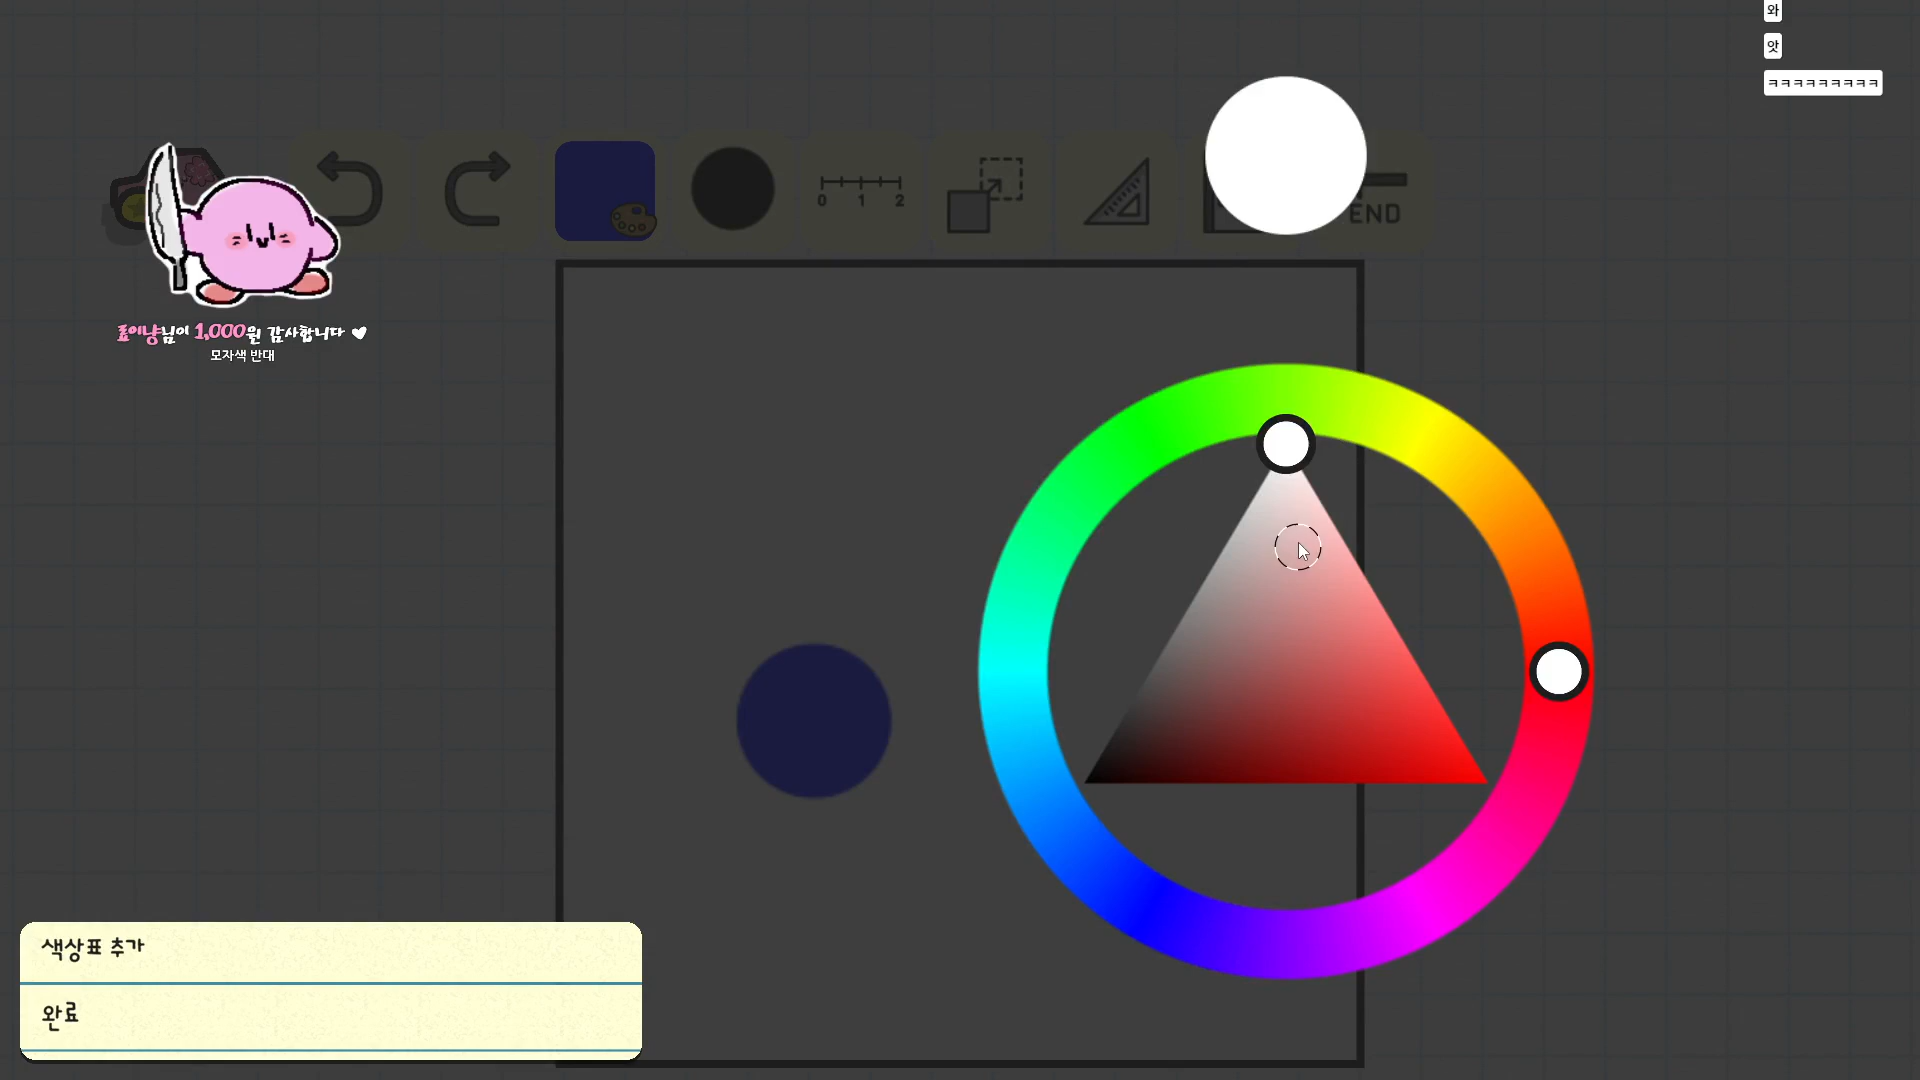 와
앗
ㅋㅋㅋㅋㅋㅋㅋㅋㅋ
0 1 2
END
료이냥님이 1,000원 감사합니다 ♥
모자색 반대
색상표 추가
완료